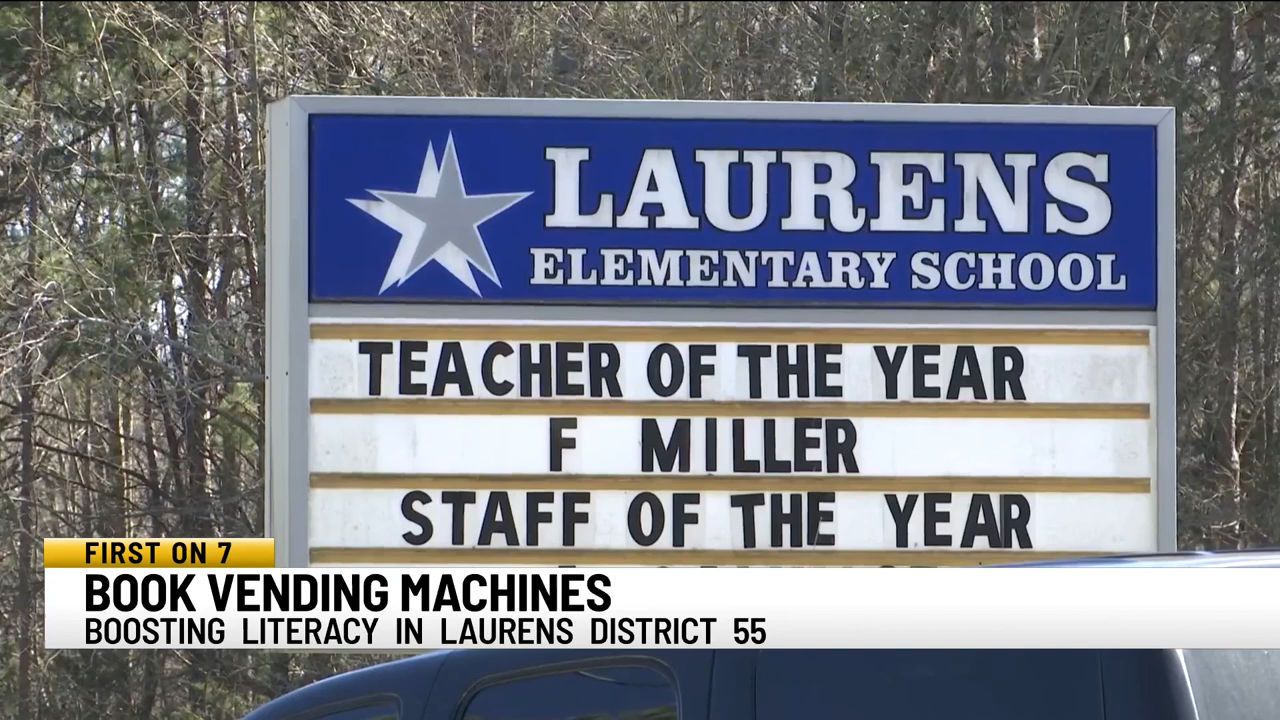 LAURENS
ELEMENTARY SCHOOL
TEACHER OF THE YEAR
F MILLER
STAFF OF THE YEAR
FIRST ON 7
BOOK VENDING MACHINES
BOOSTING LITERACY IN LAURENS DISTRICT 55